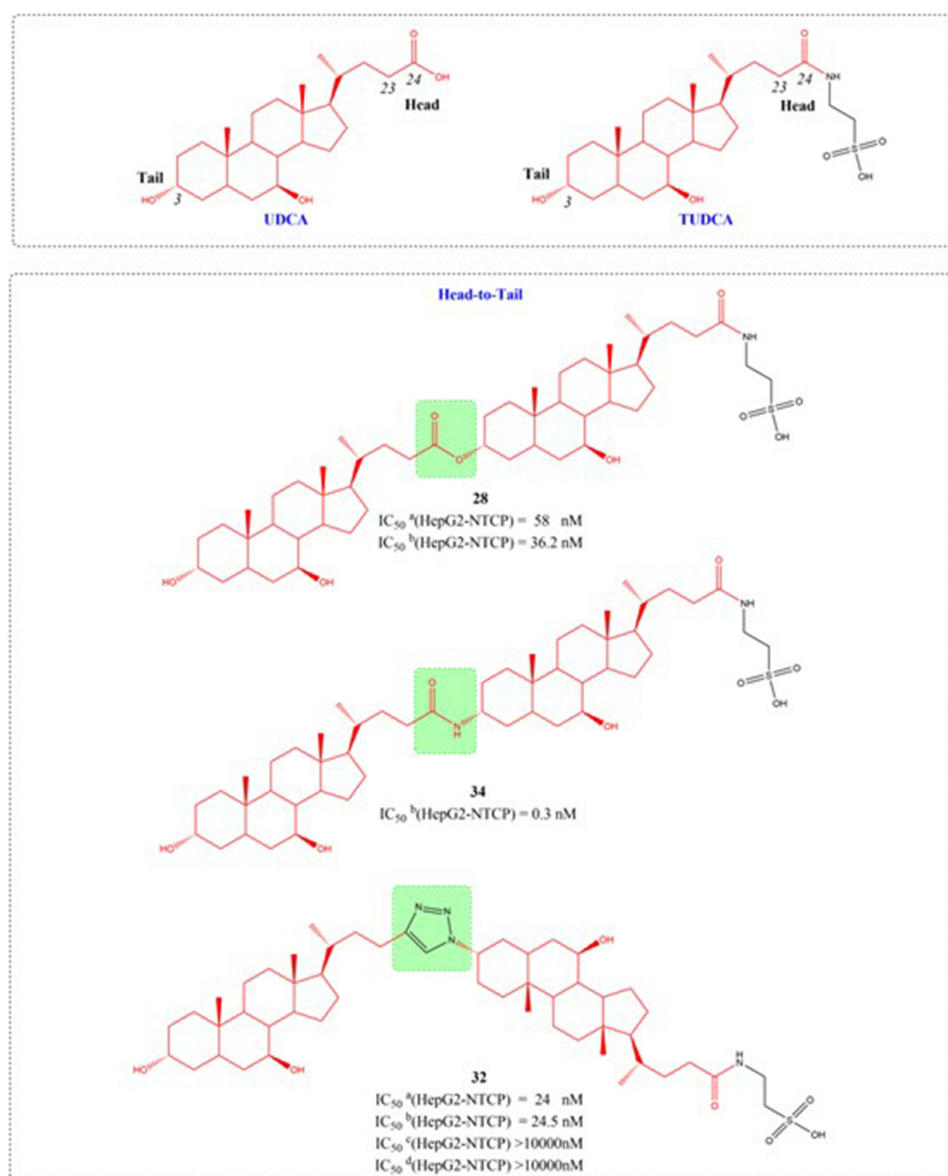 O
23
24
OH
Head
Tail
HO
3
OH
UDCA
O
23
24
NH
Head
O
S
O
OH
Tail
HO
3
OH
TUDCA
Head-to-Tail
O
NH
O
S
O
OH
O
O
OH
HO
OH
28
IC50 a(HepG2-NTCP) = 58 nM
IC50 b(HepG2-NTCP) = 36.2 nM
O
NH
O
S
O
OH
O
N
H
OH
HO
OH
34
IC50 b(HepG2-NTCP) = 0.3 nM
N
N
N
OH
HO
OH
O
H
N
O
S
O
OH
32
IC50 a(HepG2-NTCP) = 24 nM
IC50 b(HepG2-NTCP) = 24.5 nM
IC50 c(HepG2-NTCP) >10000nM
IC50 d(HepG2-NTCP) >10000nM